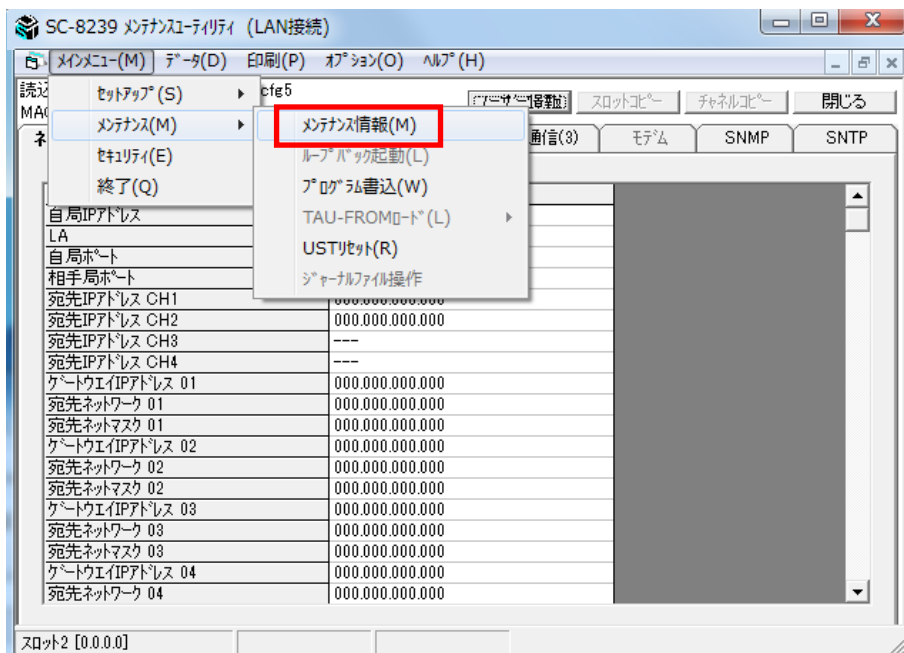 SC-8239 ﾒﾝﾃﾅﾝｽﾕｰﾃｨﾘﾃｨ (LAN接続)
ﾒｲﾝﾒﾆｭｰ(M) ﾃﾞｰﾀ(D) 印刷(P) ｵﾌﾟｼｮﾝ(O) ﾍﾙﾌﾟ(H)
読込 cfg5
MAC
ｽﾛｯﾄｺﾋﾟｰ ﾁｬﾈﾙｺﾋﾟｰ 閉じる
ｾｯﾄｱｯﾌﾟ(S)
ﾒﾝﾃﾅﾝｽ(M)
ｾｷｭﾘﾃｨ(E)
終了(Q)
ﾒﾝﾃﾅﾝｽ情報(M)
ﾙｰﾌﾟﾊﾞｯｸ起動(L)
ﾌﾟﾛｸﾞﾗﾑ書込(W)
TAU-FROMﾛｰﾄﾞ(L)
USTﾘｾｯﾄ(R)
ｼﾞｬｰﾅﾙﾌｧｲﾙ操作
ネ 通信(3) ﾓﾃﾞﾑ SNMP SNTP
自局IPｱﾄﾞﾚｽ
LA
自局ﾎﾟｰﾄ
相手局ﾎﾟｰﾄ
宛先IPｱﾄﾞﾚｽ CH1 000.000.000.000
宛先IPｱﾄﾞﾚｽ CH2 000.000.000.000
宛先IPｱﾄﾞﾚｽ CH3 ---
宛先IPｱﾄﾞﾚｽ CH4 ---
ｹﾞｰﾄｳｪｲIPｱﾄﾞﾚｽ 01 000.000.000.000
宛先ﾈｯﾄﾜｰｸ 01 000.000.000.000
宛先ﾈｯﾄﾏｽｸ 01 000.000.000.000
ｹﾞｰﾄｳｪｲIPｱﾄﾞﾚｽ 02 000.000.000.000
宛先ﾈｯﾄﾜｰｸ 02 000.000.000.000
宛先ﾈｯﾄﾏｽｸ 02 000.000.000.000
ｹﾞｰﾄｳｪｲIPｱﾄﾞﾚｽ 03 000.000.000.000
宛先ﾈｯﾄﾜｰｸ 03 000.000.000.000
宛先ﾈｯﾄﾏｽｸ 03 000.000.000.000
ｹﾞｰﾄｳｪｲIPｱﾄﾞﾚｽ 04 000.000.000.000
宛先ﾈｯﾄﾜｰｸ 04 000.000.000.000
ｽﾛｯﾄ2 [0.0.0.0]